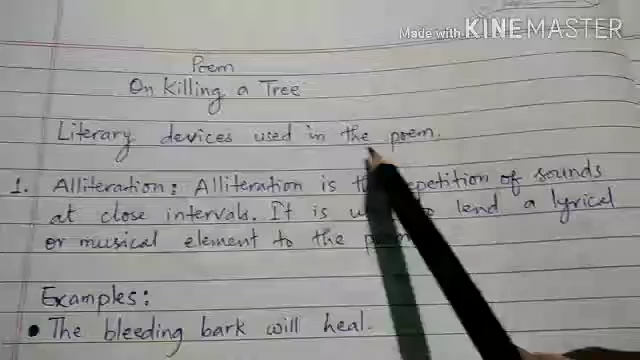 Made with KINEMASTER
Poem
On Killing a Tree
Literary devices used in the poem.
1. Alliteration: Alliteration is repetition of sounds
at close intervals. It is to lend a lyrical
or musical element to the
Examples:
• The bleeding bark will heal.